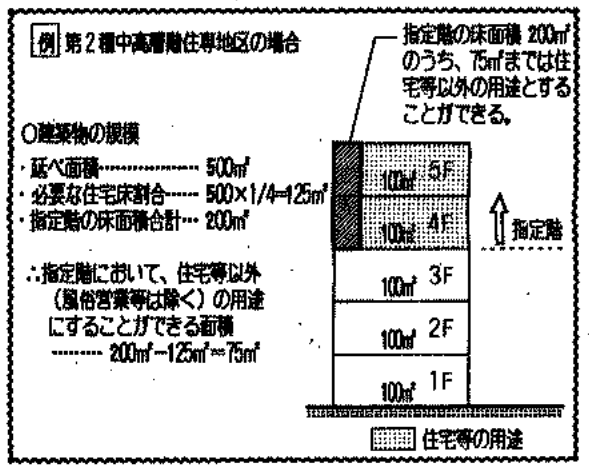 例 第2種中高層階住専地区の場合
指定階の床面積 200㎡
のうち、75㎡までは住
宅等以外の用途とする
ことができる。
○建築物の規模
・延べ面積……………… 500㎡
・必要な住宅床割合…… 500×1/4=125㎡
・指定階の床面積合計… 200㎡
∴指定階において、住宅等以外
(風俗営業等は除く)の用途
にすることができる面積
……… 200㎡-125㎡=75㎡
100㎡ 5F
100㎡ 4F
指定階
100㎡ 3F
100㎡ 2F
100㎡ 1F
住宅等の用途